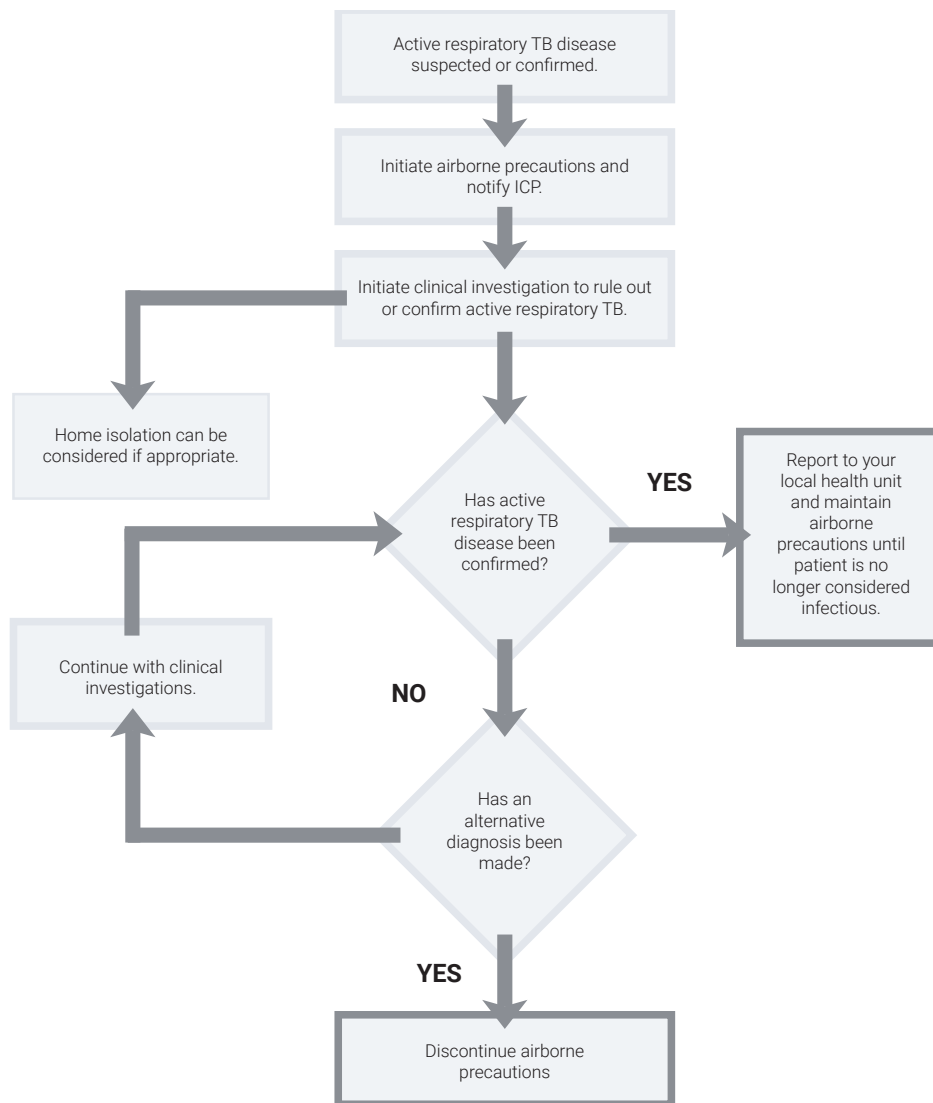 Active respiratory TB disease
suspected or confirmed.
Initiate airborne precautions and
notify ICP.
Initiate clinical investigation to rule out
or confirm active respiratory TB.
Home isolation can be
considered if appropriate.
Has active
respiratory TB
disease been
confirmed?
YES
Report to your
local health unit
and maintain
airborne
precautions until
patient is no
longer considered
infectious.
Continue with clinical
investigations.
NO
Has an
alternative
diagnosis been
made?
YES
Discontinue airborne
precautions